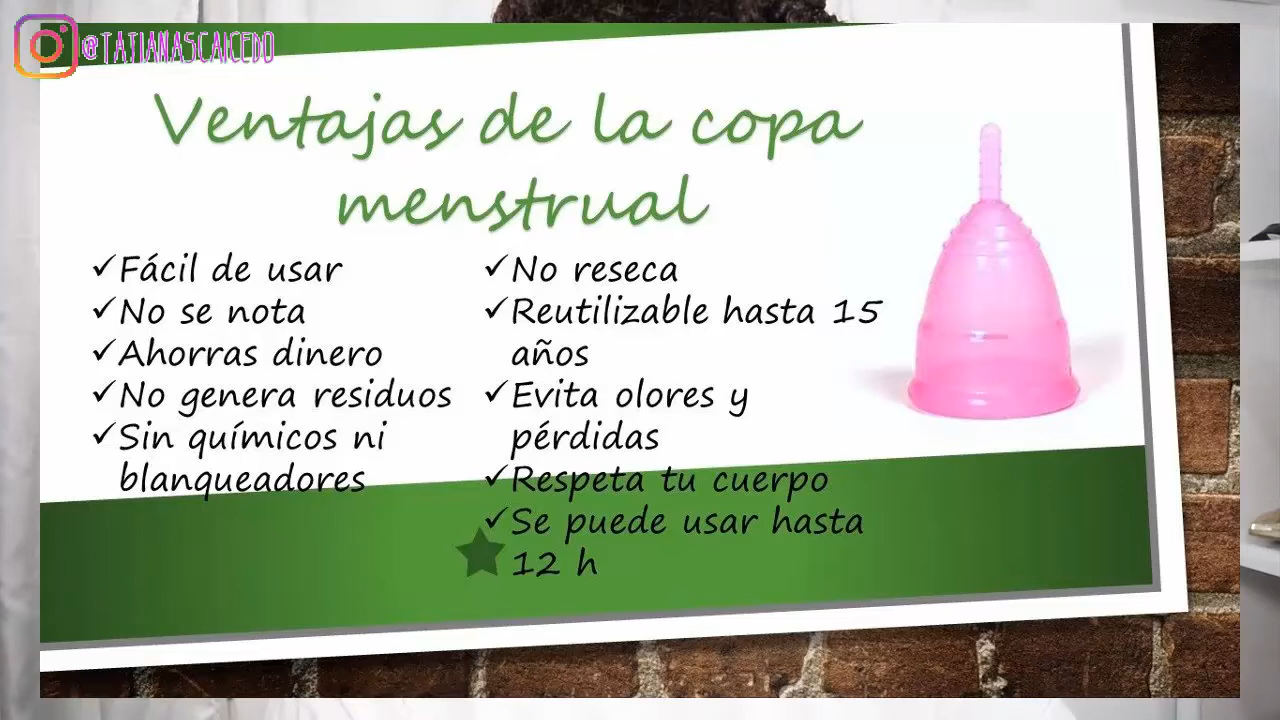 @TATIANASCAICEDO
Ventajas de la copa
menstrual
✓Fácil de usar
✓No se nota
✓Ahorras dinero
✓No genera residuos
✓Sin químicos ni
blanqueadores
✓No reseca
✓Reutilizable hasta 15
años
✓Evita olores y
pérdidas
✓Respeta tu cuerpo
✓Se puede usar hasta
12 h